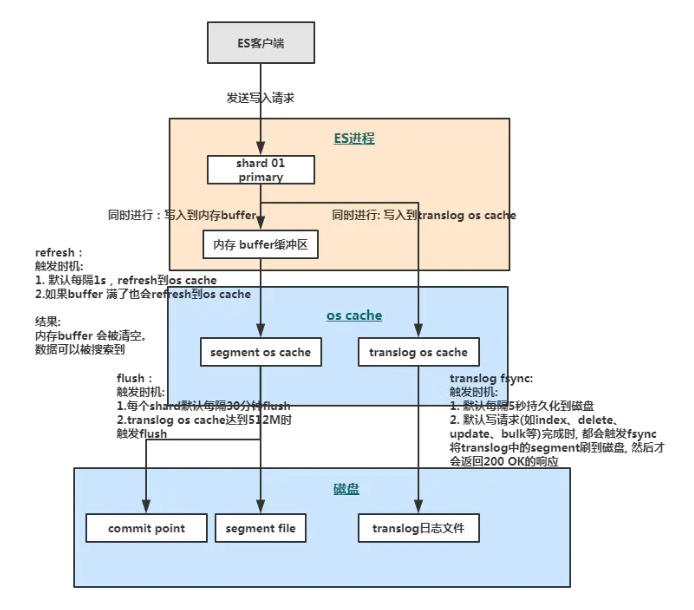 ES客户端
发送写入请求
ES进程
shard 01
primary
同时进行：写入到内存buffer
同时进行: 写入到translog os cache
内存 buffer缓冲区
refresh：
触发时机:
1. 默认每隔1s，refresh到os cache
2.如果buffer 满了也会refresh到os cache
结果:
内存buffer 会被清空。
数据可以被搜索到
os cache
segment os cache
translog os cache
flush：
触发时机:
1.每个shard默认每隔30分钟flush
2.translog os cache达到512M时
触发flush
translog fsync:
触发时机:
1. 默认每隔5秒持久化到磁盘
2. 默认写请求(如index、delete、
update、bulk等)完成时, 都会触发fsync
将translog中的segment刷到磁盘, 然后才
会返回200 OK的响应
磁盘
commit point
segment file
translog日志文件